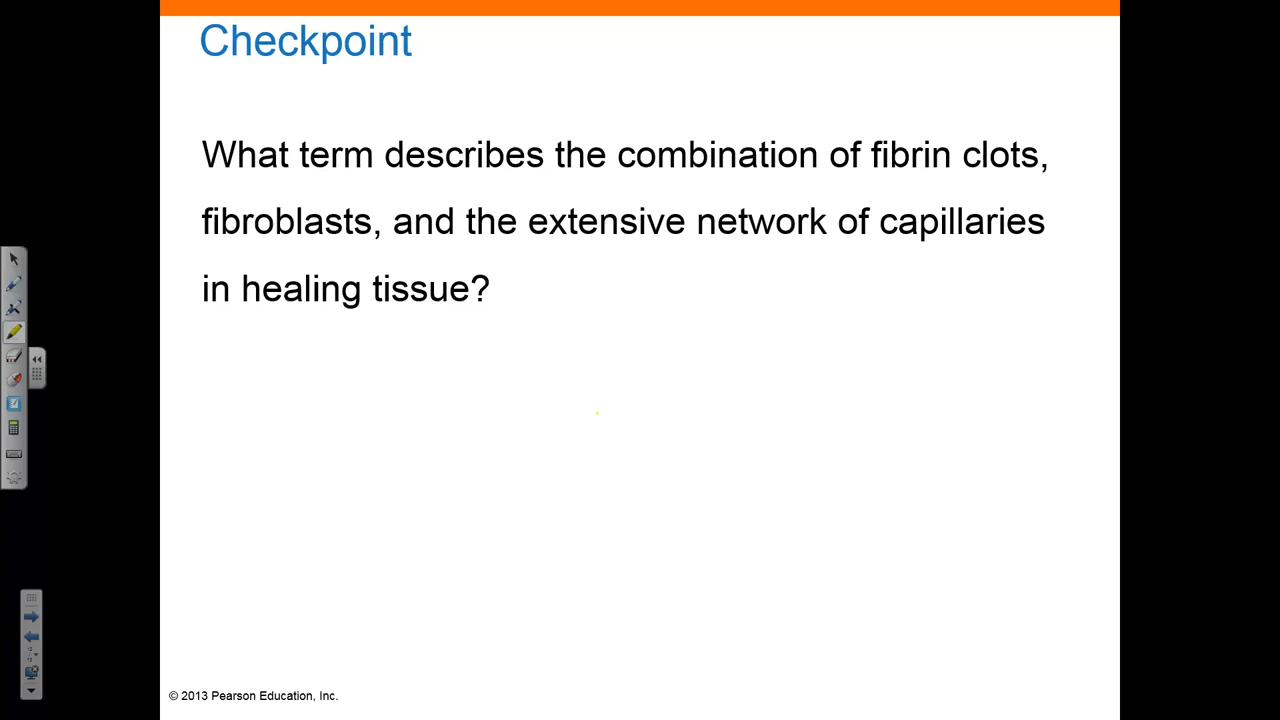 Checkpoint
What term describes the combination of fibrin clots,
fibroblasts, and the extensive network of capillaries
in healing tissue?
© 2013 Pearson Education, Inc.